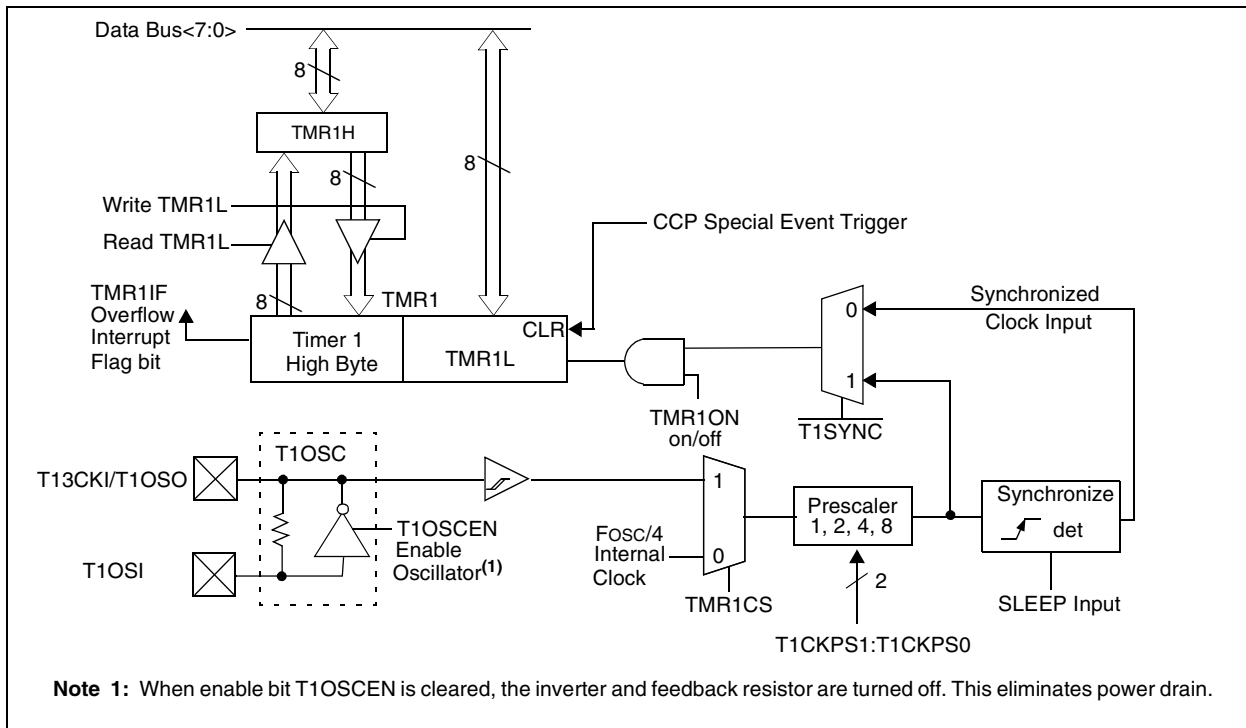 Data Bus<7:0>
8
TMR1H
8
8
Write TMR1L
Read TMR1L
CCP Special Event Trigger
TMR1IF
Overflow
Interrupt
Flag bit
8
TMR1
Timer 1
High Byte
TMR1L
CLR
0
1
Synchronized
Clock Input
TMR1ON
on/off
T1SYNC
T1OSC
T13CKI/T1OSO
T1OSI
T1OSCEN
Enable
Oscillator(1)
FOSC/4
Internal
Clock
1
0
TMR1CS
Prescaler
1, 2, 4, 8
2
T1CKPS1:T1CKPS0
Synchronize
det
SLEEP Input
Note 1: When enable bit T1OSCEN is cleared, the inverter and feedback resistor are turned off. This eliminates power drain.